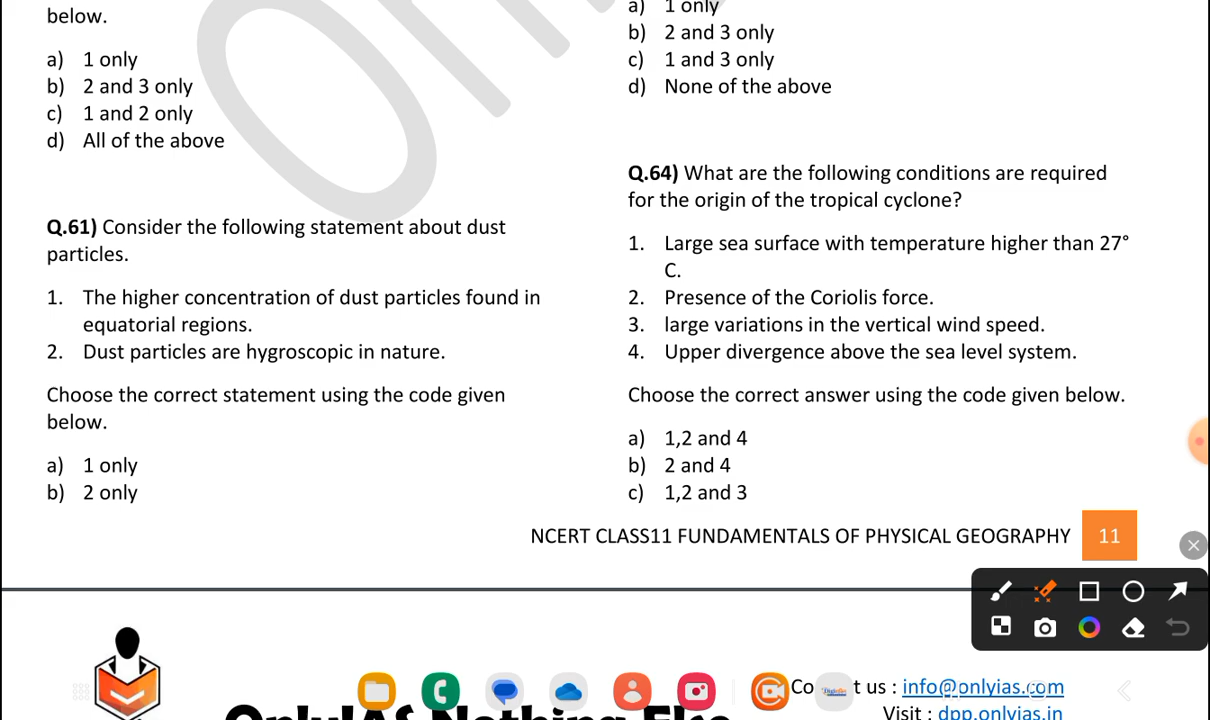 below.
a) 1 only
b) 2 and 3 only
c) 1 and 2 only
d) All of the above
Q.61) Consider the following statement about dust
particles.
1. The higher concentration of dust particles found in
equatorial regions.
2. Dust particles are hygroscopic in nature.
Choose the correct statement using the code given
below.
a) 1 only
b) 2 only
a) 1 only
b) 2 and 3 only
c) 1 and 3 only
d) None of the above
Q.64) What are the following conditions are required
for the origin of the tropical cyclone?
1. Large sea surface with temperature higher than 27°
C.
2. Presence of the Coriolis force.
3. large variations in the vertical wind speed.
4. Upper divergence above the sea level system.
Choose the correct answer using the code given below.
a) 1,2 and 4
b) 2 and 4
c) 1,2 and 3
NCERT CLASS11 FUNDAMENTALS OF PHYSICAL GEOGRAPHY 11
Co t us : info@onlyias.com
OnlyIAS Nothing Else
Visit : dpp.onlyias.in